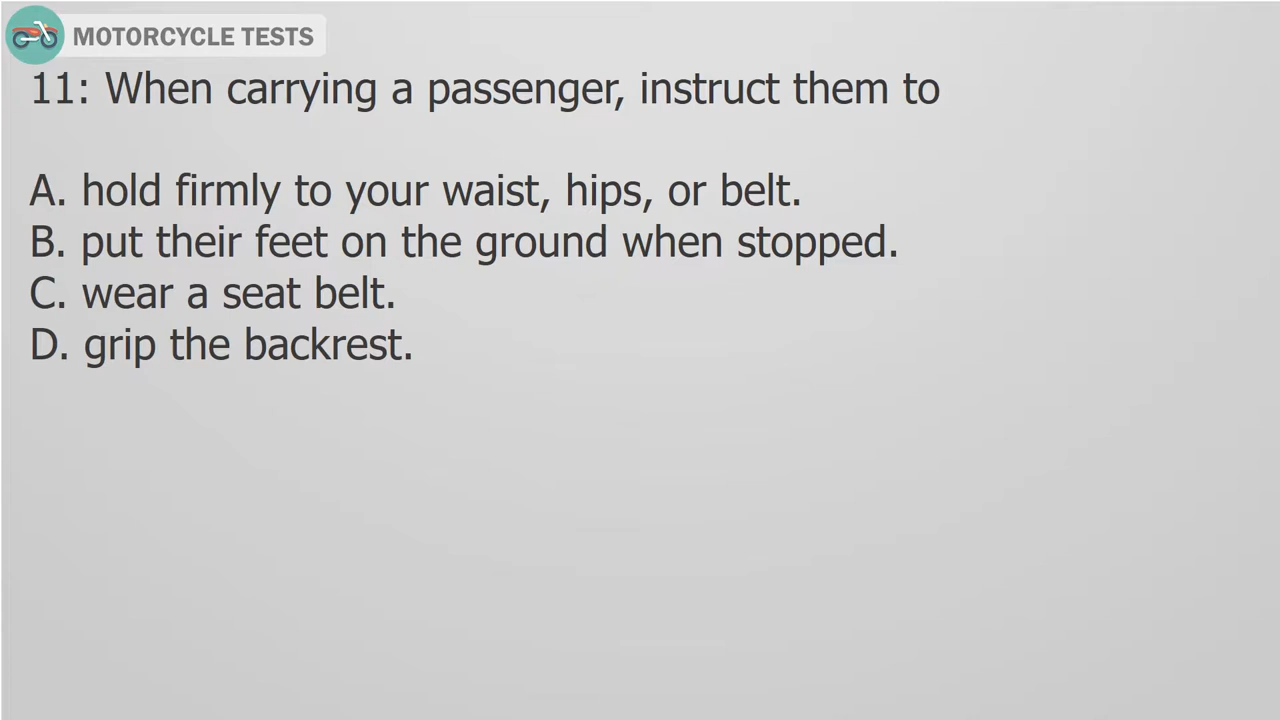 MOTORCYCLE TESTS
11: When carrying a passenger, instruct them to
A. hold firmly to your waist, hips, or belt.
B. put their feet on the ground when stopped.
C. wear a seat belt.
D. grip the backrest.